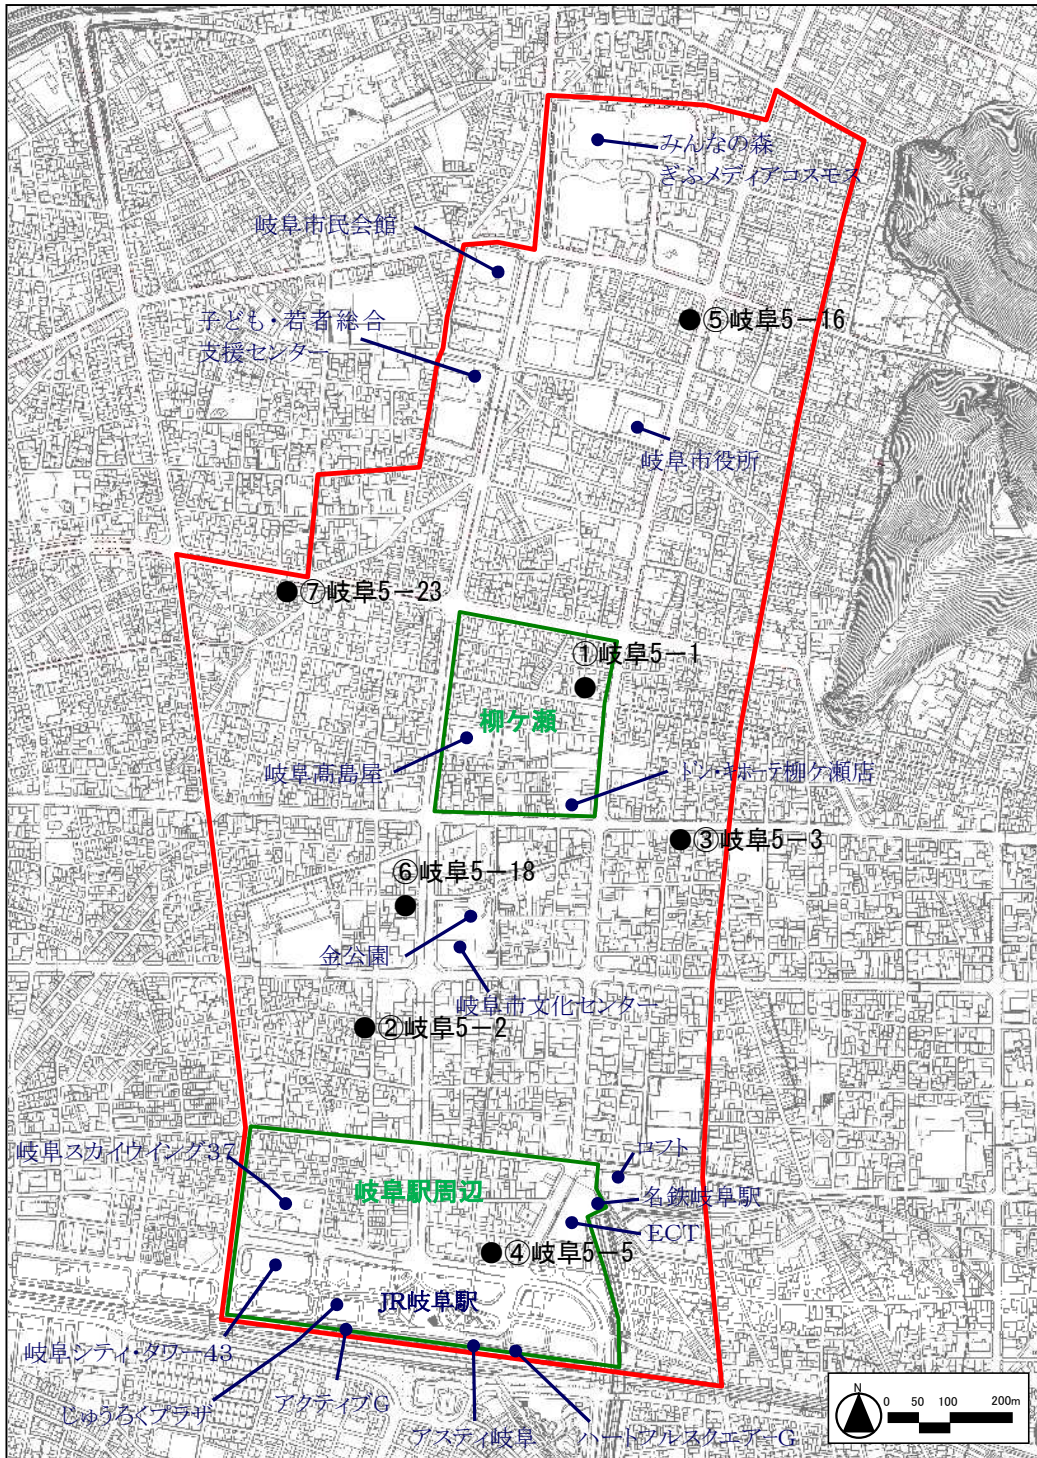 みんなの森
ぎふメディアコスモス
岐阜市民会館
子ども・若者総合
支援センター
⑤岐阜5－16
岐阜市役所
⑦岐阜5－23
①岐阜5－1
柳ケ瀬
岐阜高島屋
ドン・キホーテ柳ケ瀬店
③岐阜5－3
⑥岐阜5－18
金公園
岐阜市文化センター
②岐阜5－2
岐阜スカイウイング37
ロフト
岐阜駅周辺
名鉄岐阜駅
ECT
④岐阜5－5
JR岐阜駅
岐阜シティ・タワー43
じゅうろくプラザ
アクティブG
アスティ岐阜
ハートフルスクエアーG
N
0 50 100 200m